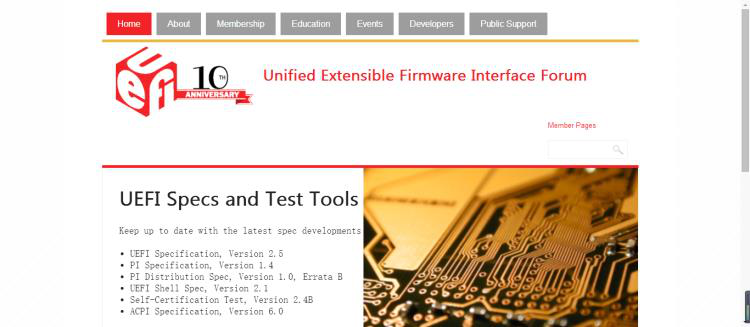 Home About Membership Education Events Developers Public Support
UEFI 10TH ANNIVERSARY
Unified Extensible Firmware Interface Forum
Member Pages
UEFI Specs and Test Tools
Keep up to date with the latest spec developments
UEFI Specification, Version 2.5
PI Specification, Version 1.4
PI Distribution Spec, Version 1.0, Errata B
UEFI Shell Spec, Version 2.1
Self-Certification Test, Version 2.4B
ACPI Specification, Version 6.0